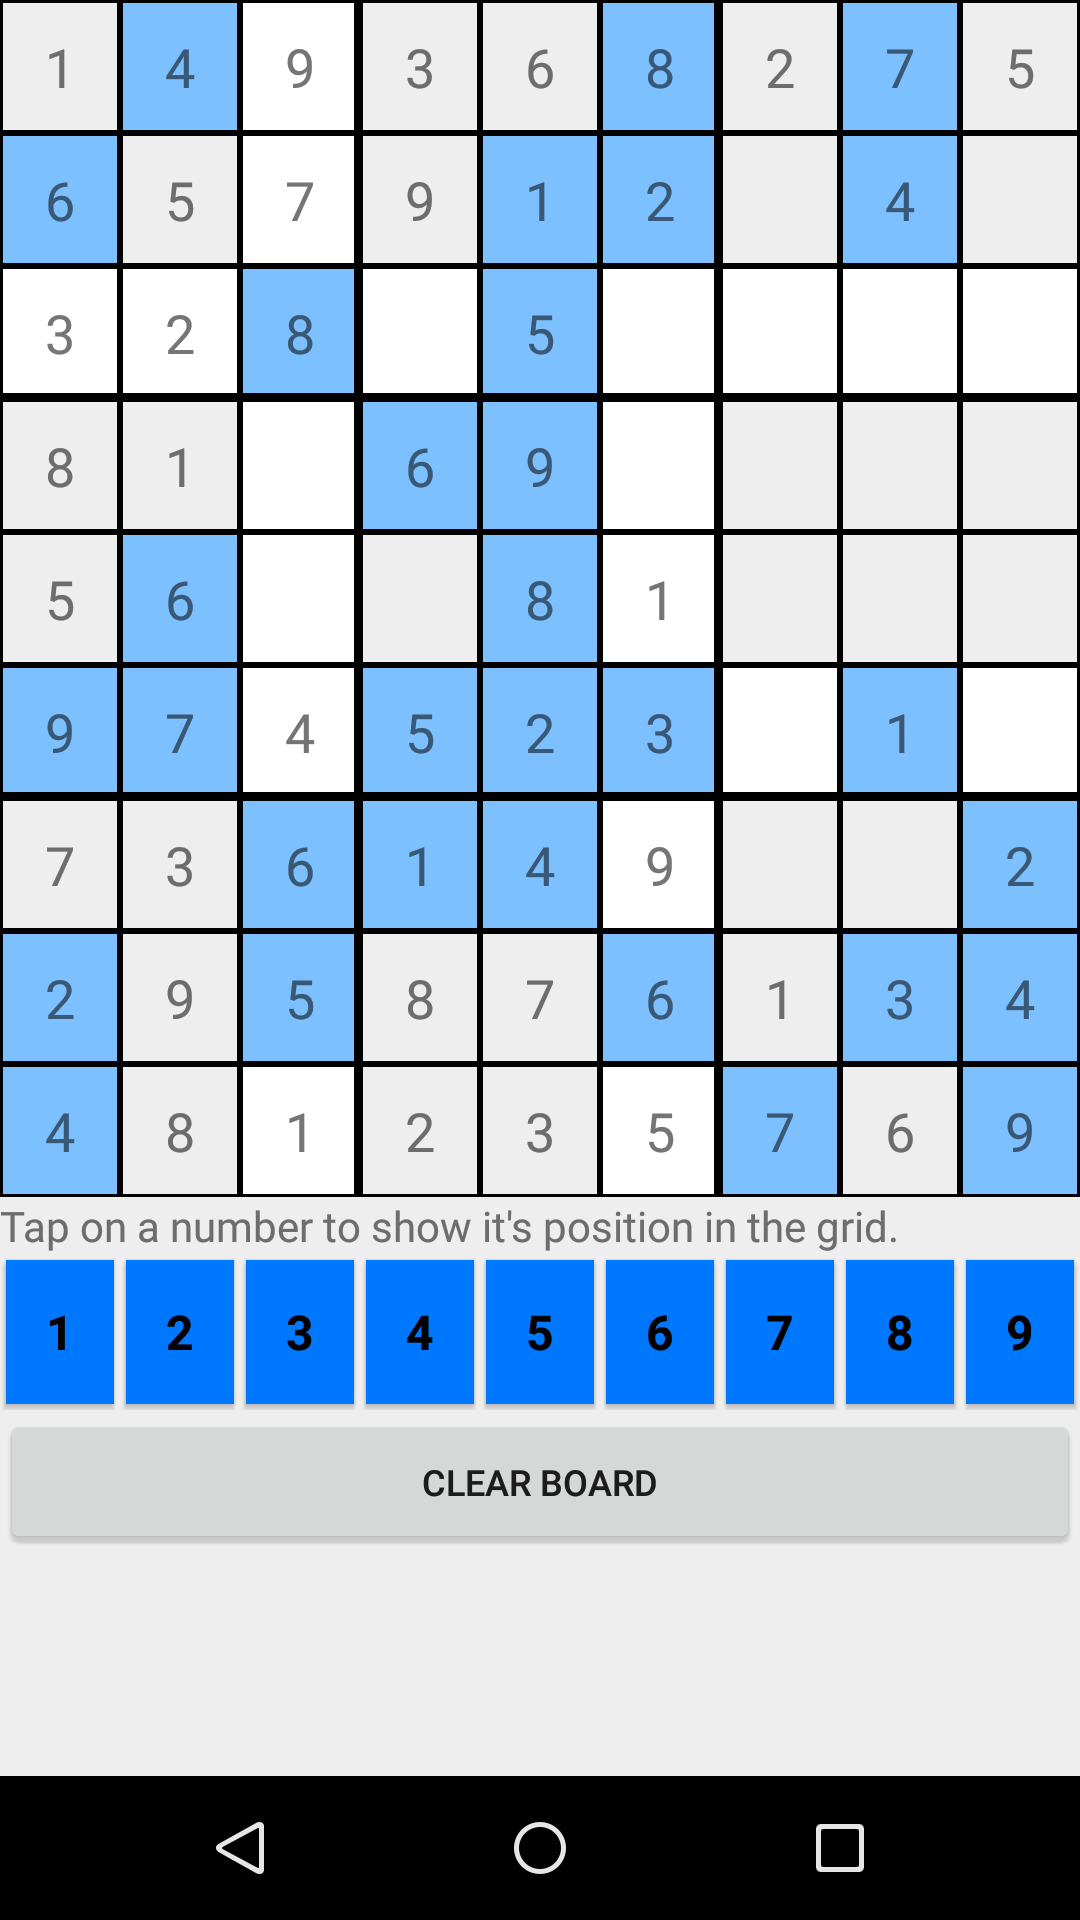 1 4 9 3 6 8 2 7 5
6 5 7 9 1 2 4
3 2 8 5
8 1 6 9
5 6 8 1
9 7 4 5 2 3 1
7 3 6 1 4 9 2
2 9 5 8 7 6 1 3 4
4 8 1 2 3 5 7 6 9
Tap on a number to show it's position in the grid.
1 2 3 4 5 6 7 8 9
CLEAR BOARD